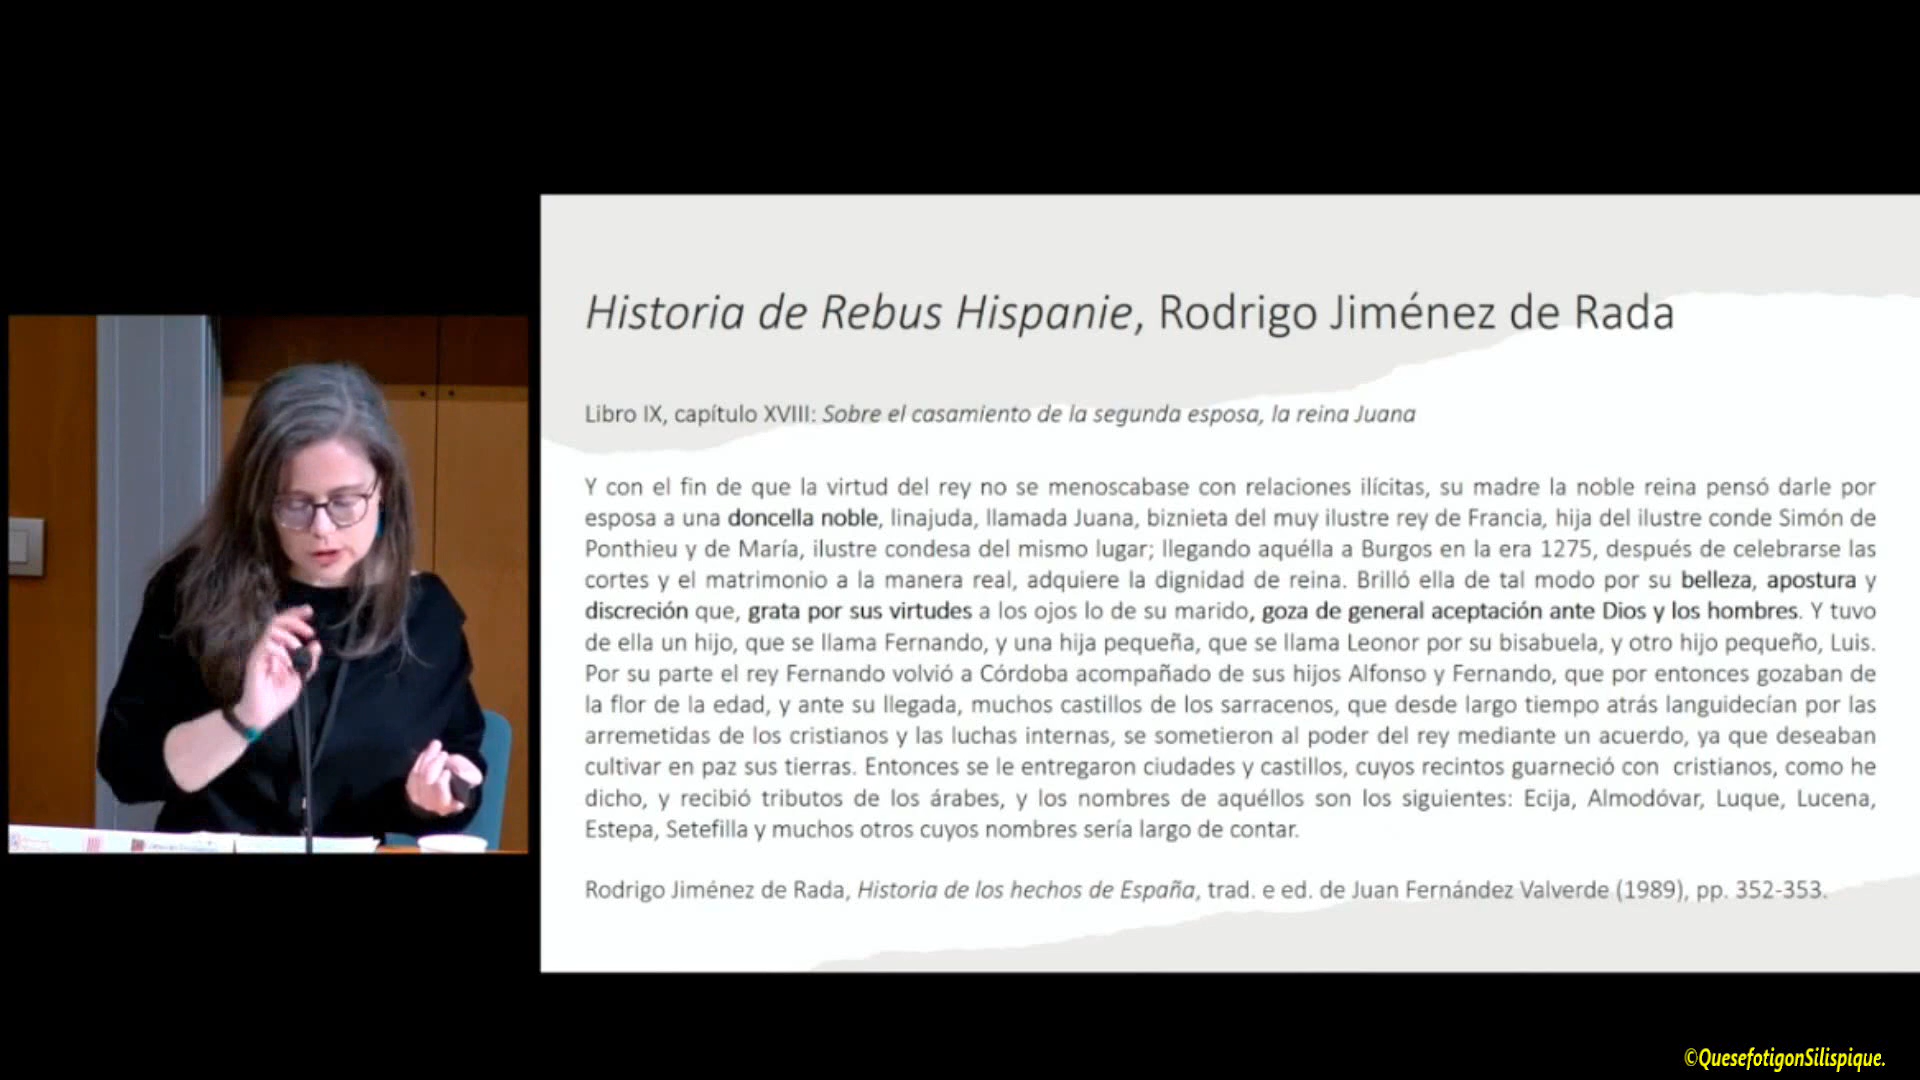 Historia de Rebus Hispanie, Rodrigo Jiménez de Rada
Libro IX, capítulo XVIII: Sobre el casamiento de la segunda esposa, la reina Juana
Y con el fin de que la virtud del rey no se menoscabase con relaciones ilícitas, su madre la noble reina pensó darle por
esposa a una doncella noble, linajuda, llamada Juana, biznieta del muy ilustre rey de Francia, hija del ilustre conde Simón de
Ponthieu y de María, ilustre condesa del mismo lugar; llegando aquélla a Burgos en la era 1275, después de celebrarse las
cortes y el matrimonio a la manera real, adquiere la dignidad de reina. Brilló ella de tal modo por su belleza, apostura y
discreción que, grata por sus virtudes a los ojos lo de su marido, goza de general aceptación ante Dios y los hombres. Y tuvo
de ella un hijo, que se llama Fernando, y una hija pequeña, que se llama Leonor por su bisabuela, y otro hijo pequeño, Luis.
Por su parte el rey Fernando volvió a Córdoba acompañado de sus hijos Alfonso y Fernando, que por entonces gozaban de
la flor de la edad, y ante su llegada, muchos castillos de los sarracenos, que desde largo tiempo atrás languidecían por las
arremetidas de los cristianos y las luchas internas, se sometieron al poder del rey mediante un acuerdo, ya que deseaban
cultivar en paz sus tierras. Entonces se le entregaron ciudades y castillos, cuyos recintos guarneció con cristianos, como he
dicho, y recibió tributos de los árabes, y los nombres de aquéllos son los siguientes: Ecija, Almodóvar, Luque, Lucena,
Estepa, Setefilla y muchos otros cuyos nombres sería largo de contar.
Rodrigo Jiménez de Rada, Historia de los hechos de España, trad. e ed. de Juan Fernández Valverde (1989), pp. 352-353.
©QuesefotigonSilispique.